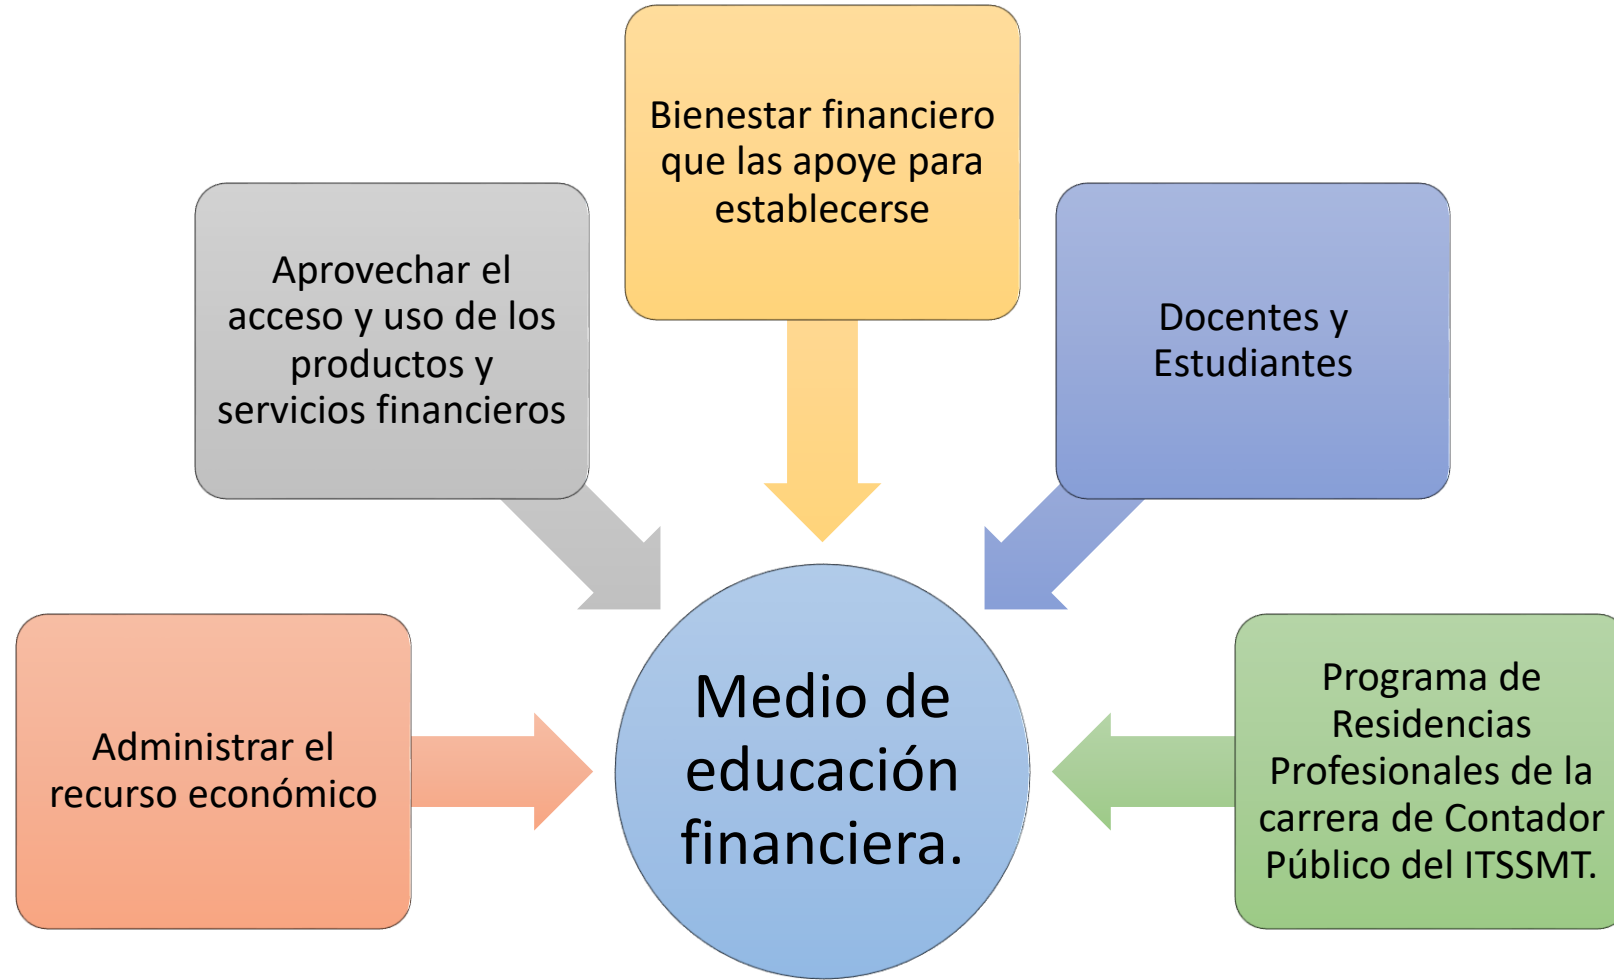 Bienestar financiero
que las apoye para
establecerse
Aprovechar el
acceso y uso de los
productos y
servicios financieros
Docentes y
Estudiantes
Administrar el
recurso económico
Medio de
educación
financiera.
Programa de
Residencias
Profesionales de la
carrera de Contador
Público del ITSSMT.